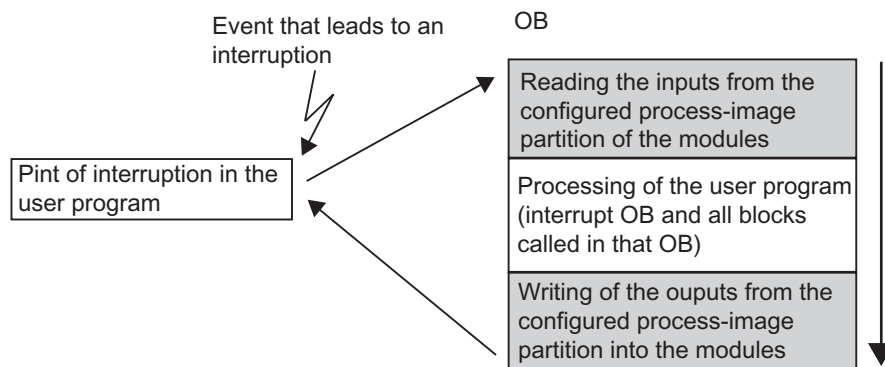 Event that leads to an
interruption
OB
Reading the inputs from the
configured process-image
partition of the modules
Pint of interruption in the
user program
Processing of the user program
(interrupt OB and all blocks
called in that OB)
Writing of the ouputs from the
configured process-image
partition into the modules